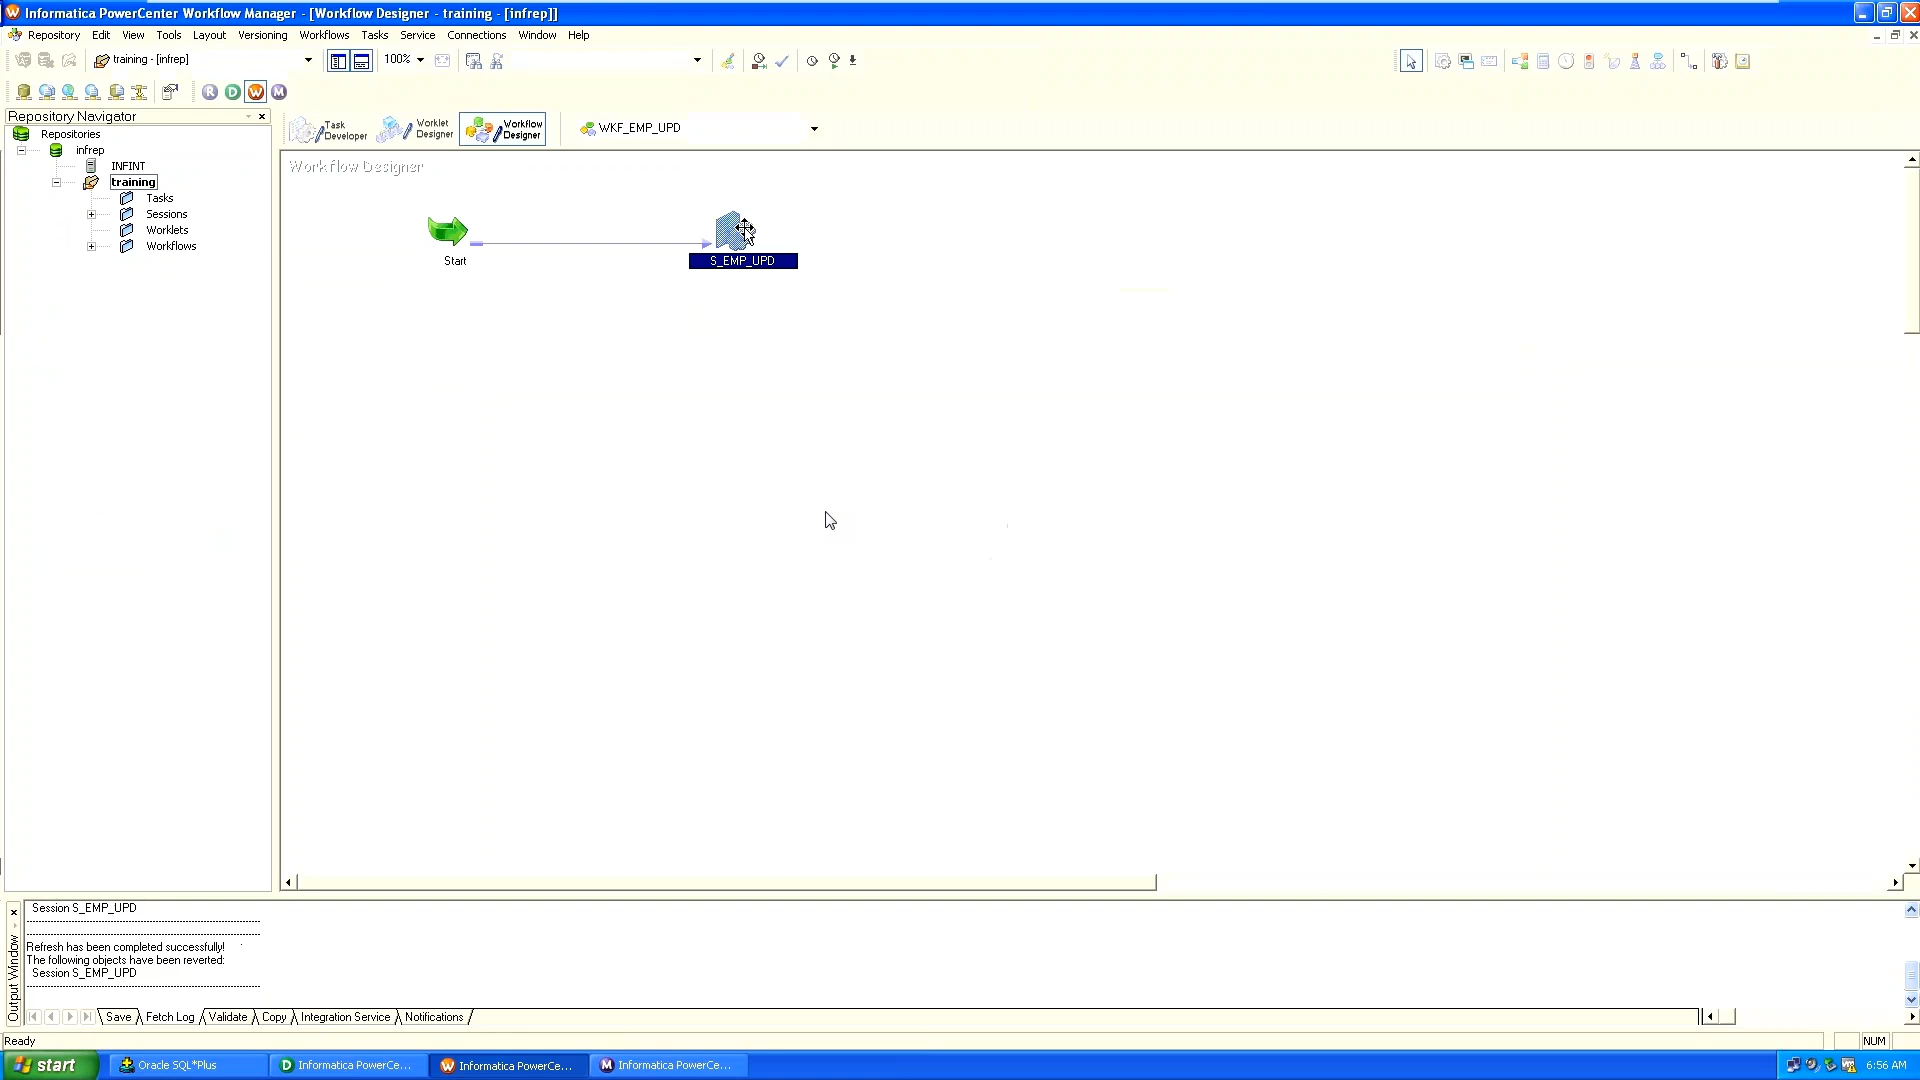 Informatica PowerCenter Workflow Manager - [Workflow Designer - training - [infrep]]
Repository Edit View Tools Layout Versioning Workflows Tasks Service Connections Window Help
training - [infrep]
100%
R D W M
Repository Navigator
Repositories
infrep
INFINT
training
Tasks
Sessions
Worklets
Workflows
Task Developer
Worklet Designer
Workflow Designer
WKF_EMP_UPD
Workflow Designer
Start
S_EMP_UPD
Output Window
Session S_EMP_UPD
Refresh has been completed successfully!
The following objects have been reverted:
Session S_EMP_UPD
Save Fetch Log Validate Copy Integration Service Notifications
Ready
NUM
start
Oracle SQL*Plus
Informatica PowerCe...
Informatica PowerCe...
Informatica PowerCe...
6:56 AM